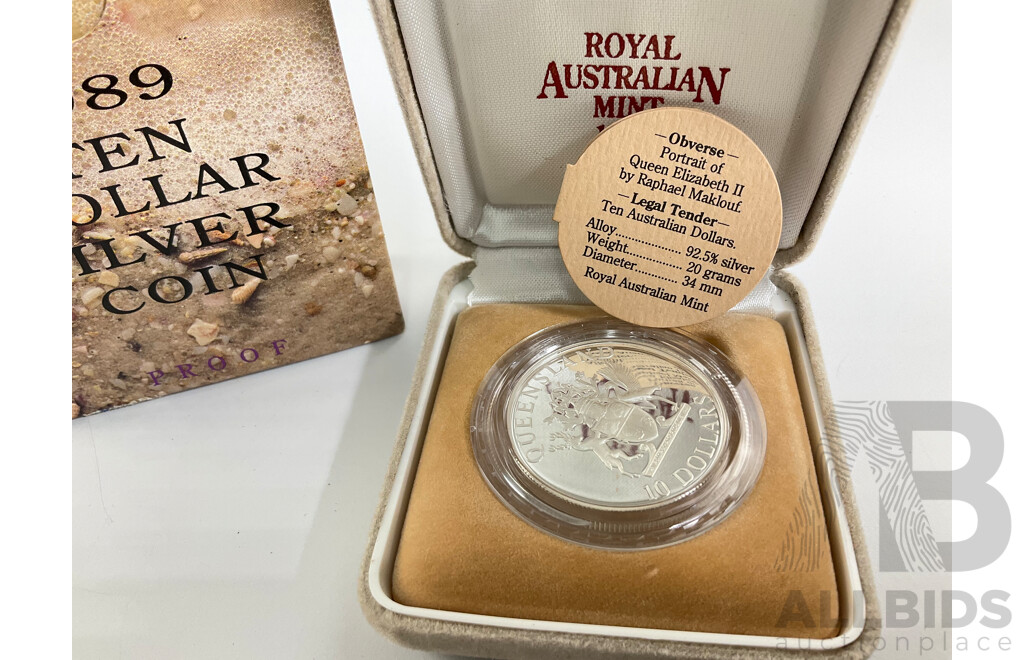 89
TEN
OLLAR
ILVER
COIN
PROOF
ROYAL
AUSTRALIAN
MINT
—Obverse—
Portrait of
Queen Elizabeth II
by Raphael Maklouf.
—Legal Tender—
Ten Australian Dollars.
Alloy.................... 92.5% silver
Weight................ 20 grams
Diameter............. 34 mm
Royal Australian Mint
QUEENSLAND
10 DOLLARS
AB
ALLBIDS
auctionplace